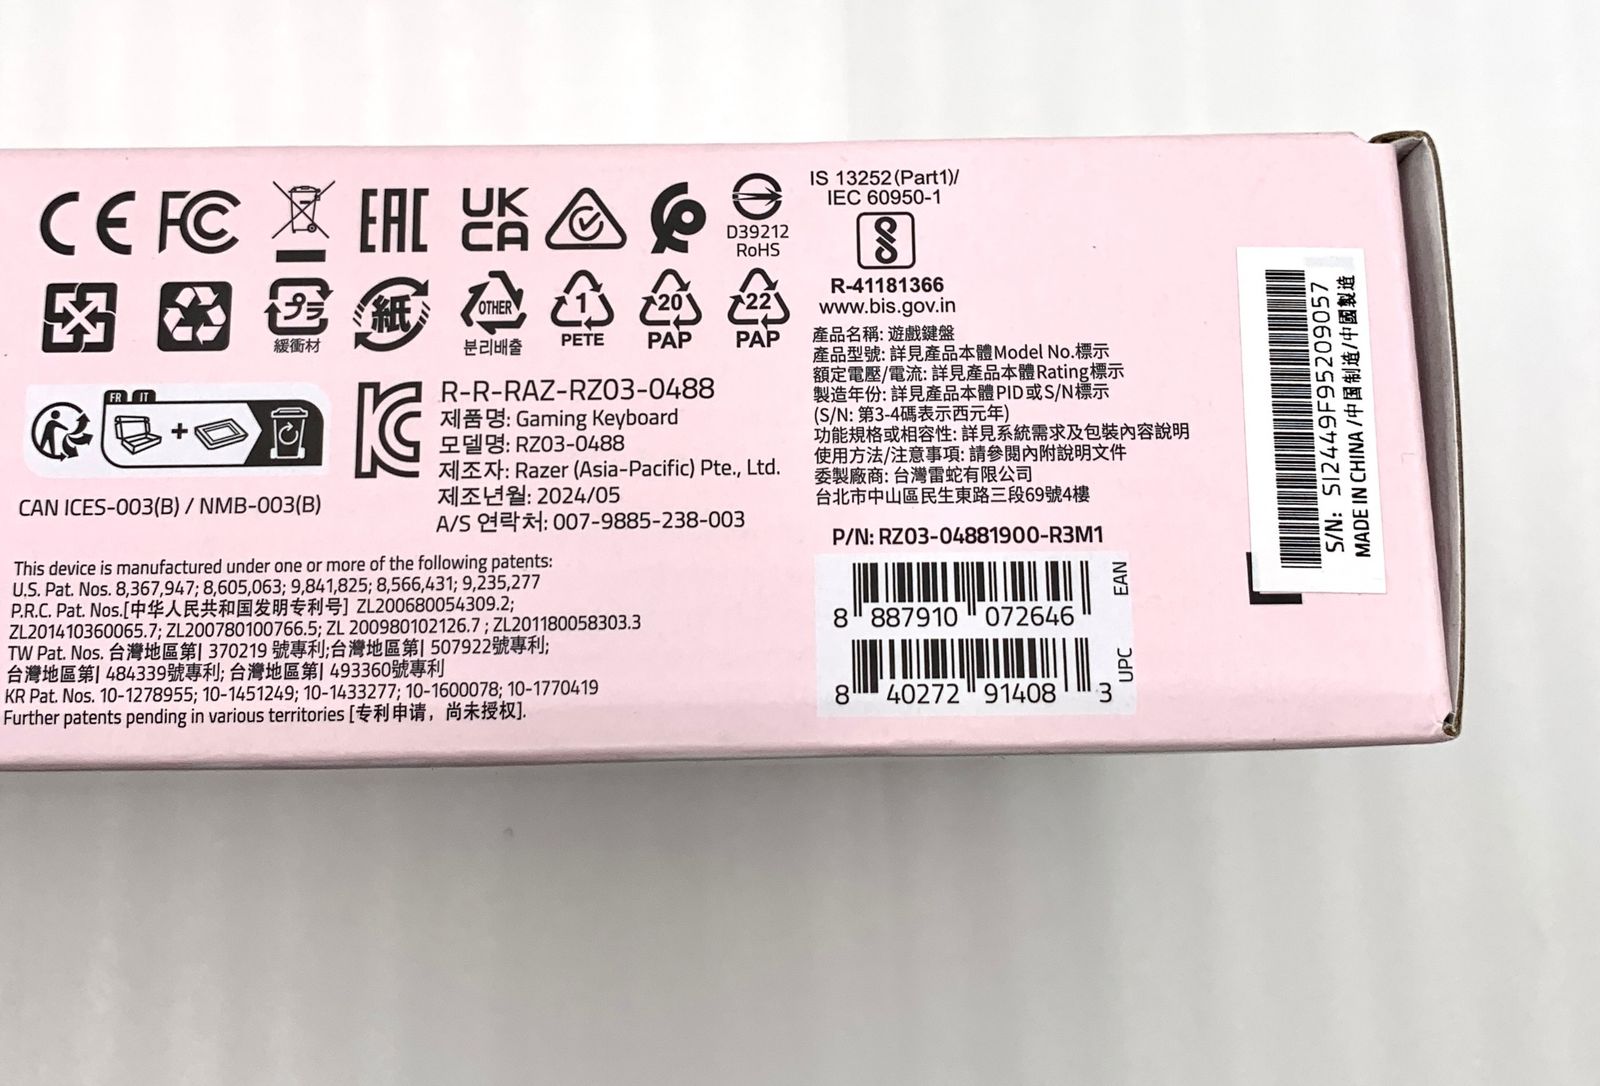 CE FC EAC UK CA
D39212
RoHS
プラ
緩衝材
紙
OTHER
분리배출
1
PETE
20
PAP
22
PAP
FR IT
+
CAN ICES-003(B) / NMB-003(B)
R-R-RAZ-RZ03-0488
제품명: Gaming Keyboard
모델명: RZ03-0488
제조자: Razer (Asia-Pacific) Pte., Ltd.
제조년월: 2024/05
A/S 연락처: 007-9885-238-003
This device is manufactured under one or more of the following patents:
U.S. Pat. Nos. 8,367,947; 8,605,063; 9,841,825; 8,566,431; 9,235,277
P.R.C. Pat. Nos.[中华人民共和国发明专利号] ZL200680054309.2;
ZL201410360065.7; ZL200780100766.5; ZL 200980102126.7 ; ZL201180058303.3
TW Pat. Nos. 台灣地區第| 370219 號專利;台灣地區第| 507922號專利;
台灣地區第| 484339號專利; 台灣地區第| 493360號專利
KR Pat. Nos. 10-1278955; 10-1451249; 10-1433277; 10-1600078; 10-1770419
Further patents pending in various territories [专利申请，尚未授权].
IS 13252(Part1)/
IEC 60950-1
R-41181366
www.bis.gov.in
產品名稱: 遊戲鍵盤
產品型號: 詳見產品本體Model No.標示
額定電壓/電流: 詳見產品本體Rating標示
製造年份: 詳見產品本體PID或S/N標示
(S/N: 第3-4碼表示西元年)
功能規格或相容性: 詳見系統需求及包裝內容說明
使用方法/注意事項: 請參閱內附說明文件
委製廠商: 台灣雷蛇有限公司
台北市中山區民生東路三段69號4樓
P/N: RZ03-04881900-R3M1
8 887910 072646
EAN
8 40272 91408 3
UPC
S/N: SI2449F95209057
MADE IN CHINA /中国制造/中國製造